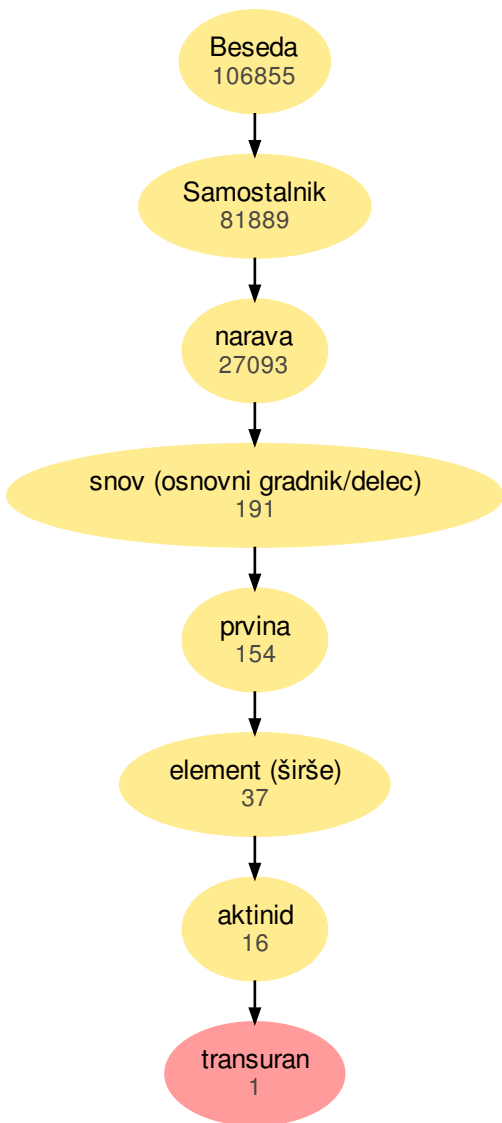 Beseda
106855
Samostalnik
81889
narava
27093
snov (osnovni gradnik/delec)
191
prvina
154
element (širše)
37
aktinid
16
transuran
1